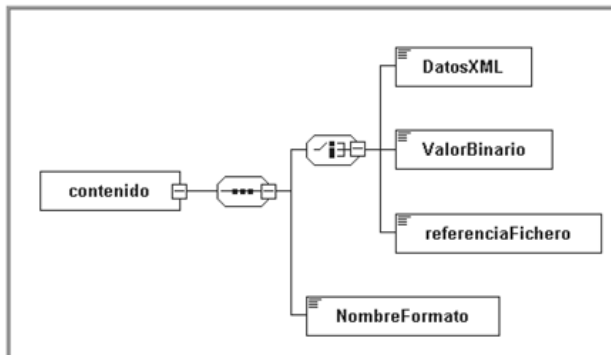 DatosXML
ValorBinario
contenido
referenciaFichero
NombreFormato